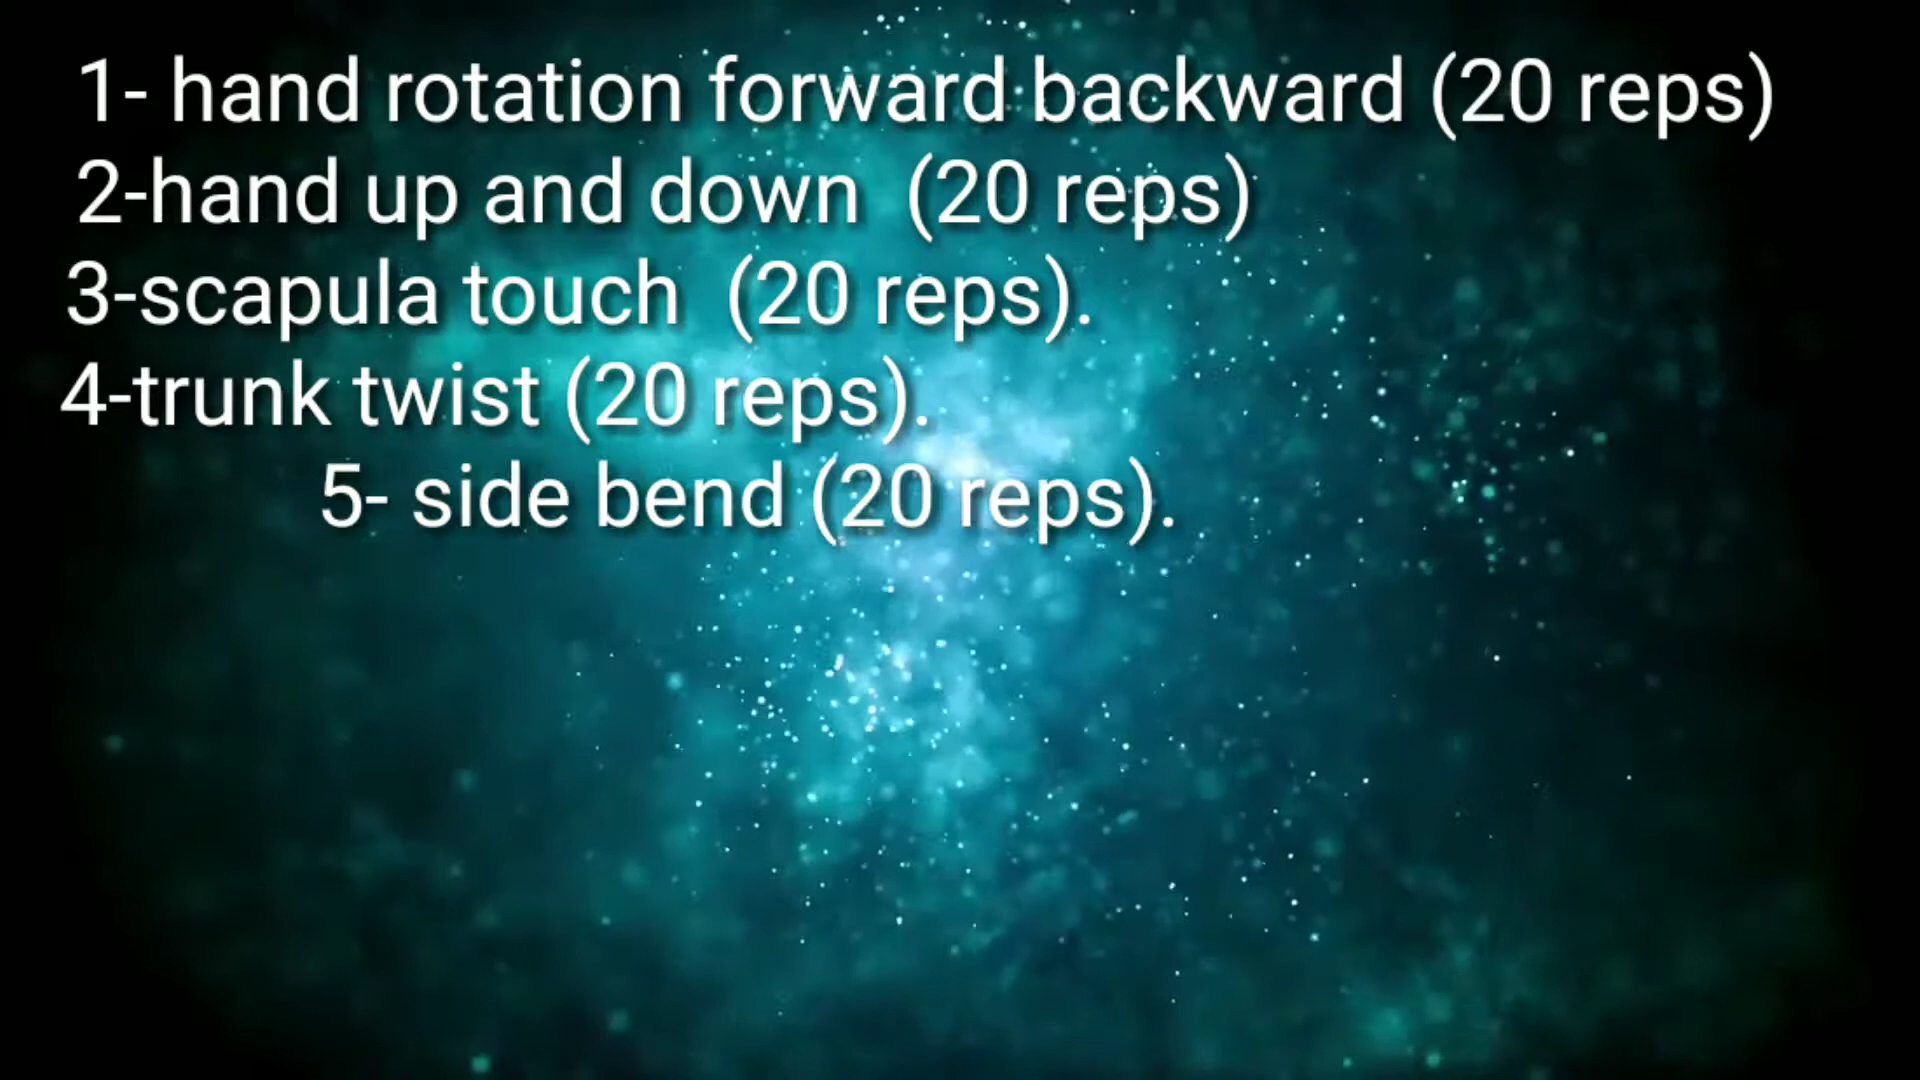 1- hand rotation forward backward (20 reps)
2-hand up and down (20 reps)
3-scapula touch (20 reps).
4-trunk twist (20 reps).
5- side bend (20 reps).